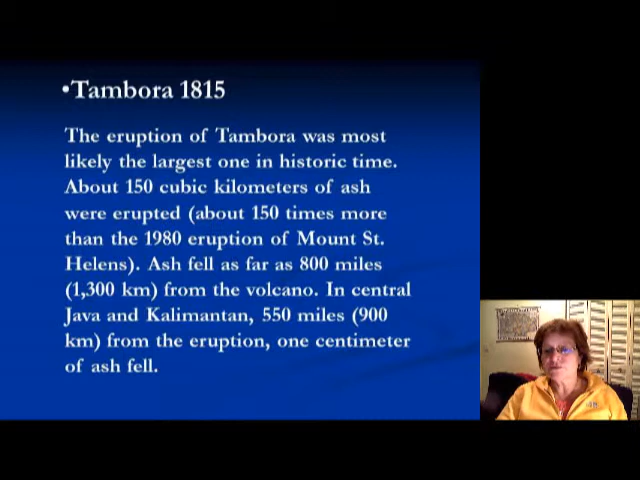 •Tambora 1815
The eruption of Tambora was most
likely the largest one in historic time.
About 150 cubic kilometers of ash
were erupted (about 150 times more
than the 1980 eruption of Mount St.
Helens). Ash fell as far as 800 miles
(1,300 km) from the volcano. In central
Java and Kalimantan, 550 miles (900
km) from the eruption, one centimeter
of ash fell.